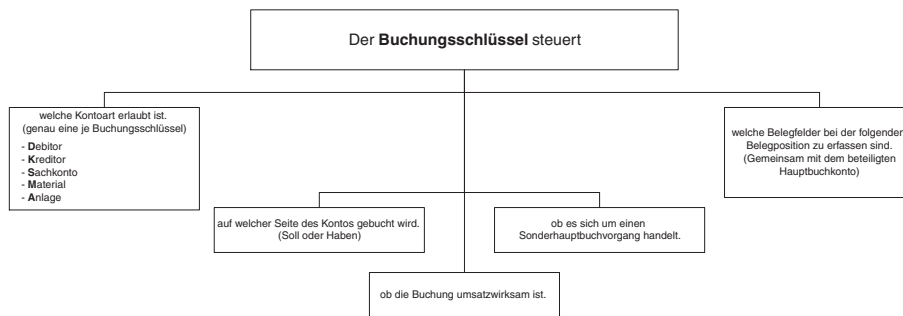 Der Buchungsschlüssel steuert
welche Kontoart erlaubt ist.
(genau eine je Buchungsschlüssel)
- Debitor
- Kreditor
- Sachkonto
- Material
- Anlage
welche Belegfelder bei der folgenden
Belegposition zu erfassen sind.
(Gemeinsam mit dem beteiligten
Hauptbuchkonto)
auf welcher Seite des Kontos gebucht wird.
(Soll oder Haben)
ob es sich um einen
Sonderhauptbuchvorgang handelt.
ob die Buchung umsatzwirksam ist.